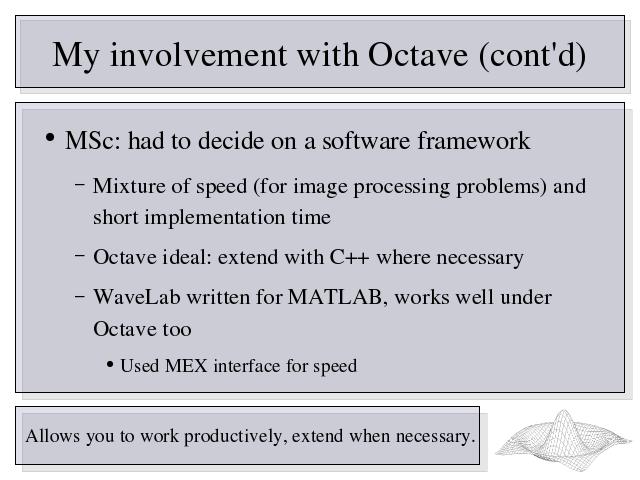 My involvement with Octave (cont'd)
• MSc: had to decide on a software framework
– Mixture of speed (for image processing problems) and
short implementation time
– Octave ideal: extend with C++ where necessary
– WaveLab written for MATLAB, works well under
Octave too
• Used MEX interface for speed
Allows you to work productively, extend when necessary.